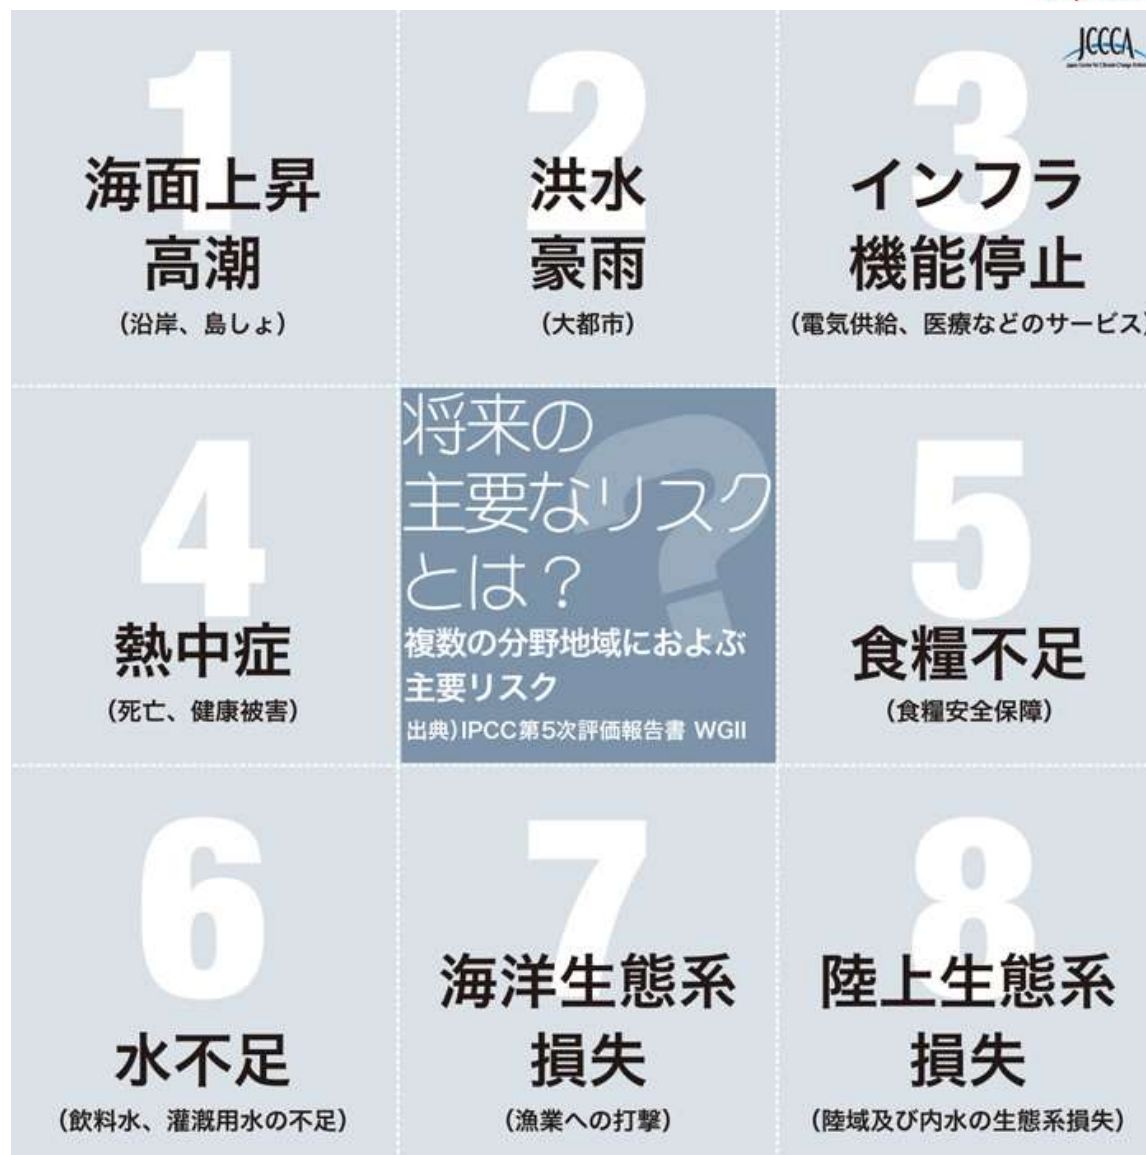 JCCCA
1
海面上昇
高潮
(沿岸、島しょ)
2
洪水
豪雨
(大都市)
3
インフラ
機能停止
(電気供給、医療などのサービス)
4
熱中症
(死亡、健康被害)
将来の
主要なリスク
とは?
複数の分野地域におよぶ
主要リスク
出典)IPCC第5次評価報告書 WGII
5
食糧不足
(食糧安全保障)
6
水不足
(飲料水、灌漑用水の不足)
7
海洋生態系
損失
(漁業への打撃)
8
陸上生態系
損失
(陸域及び内水の生態系損失)